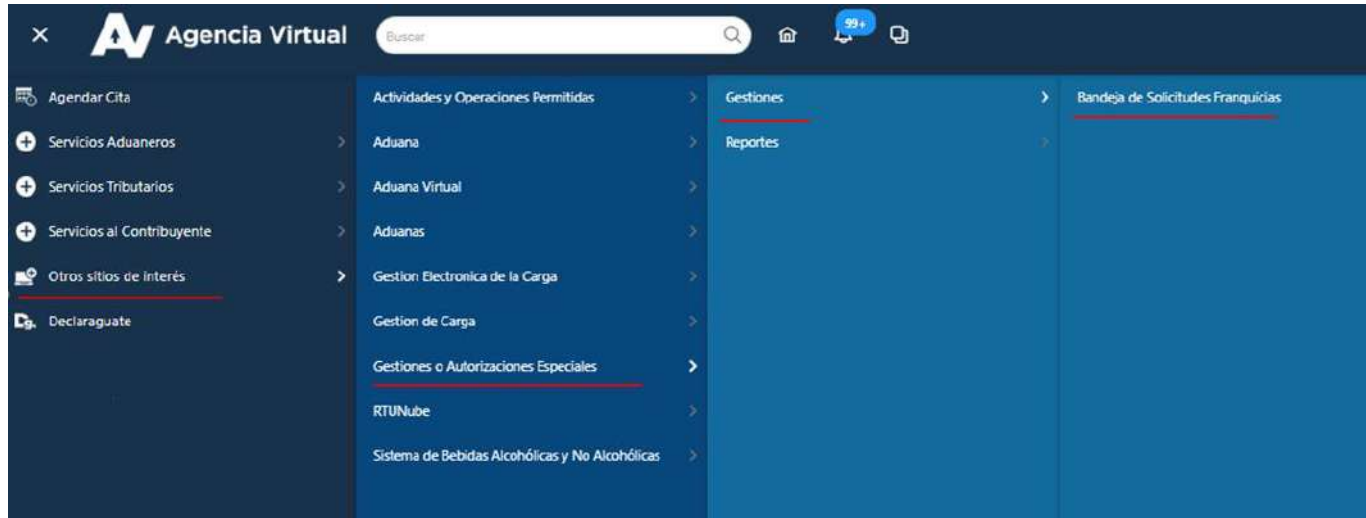 Agencia Virtual
Buscar
99+
Agendar Cita
Servicios Aduaneros
Servicios Tributarios
Servicios al Contribuyente
Otros sitios de interés
Dg. Declaraguate
Actividades y Operaciones Permitidas
Aduana
Aduana Virtual
Aduanas
Gestion Electronica de la Carga
Gestion de Carga
Gestiones o Autorizaciones Especiales
RTUNube
Sistema de Bebidas Alcohólicas y No Alcohólicas
Gestiones
Reportes
Bandeja de Solicitudes Franquicias